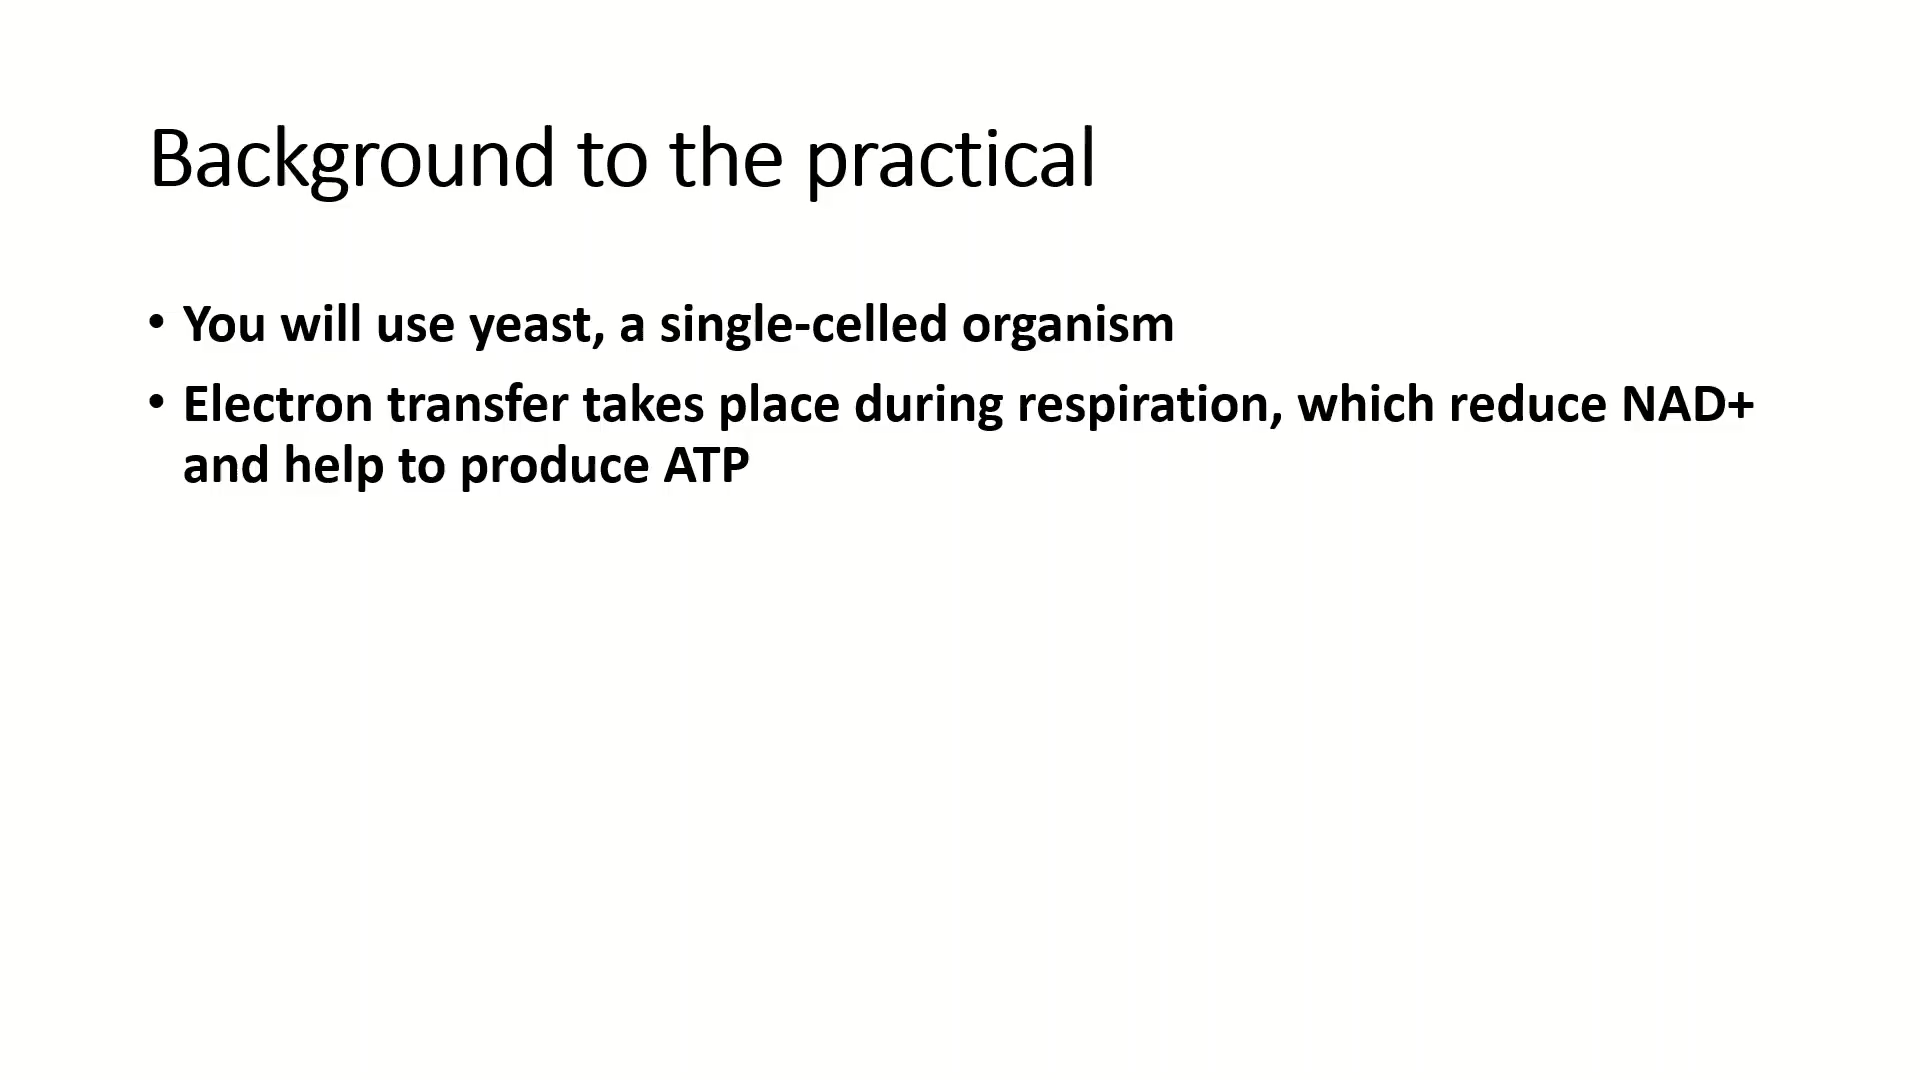 Background to the practical
• You will use yeast, a single-celled organism
• Electron transfer takes place during respiration, which reduce NAD+
and help to produce ATP